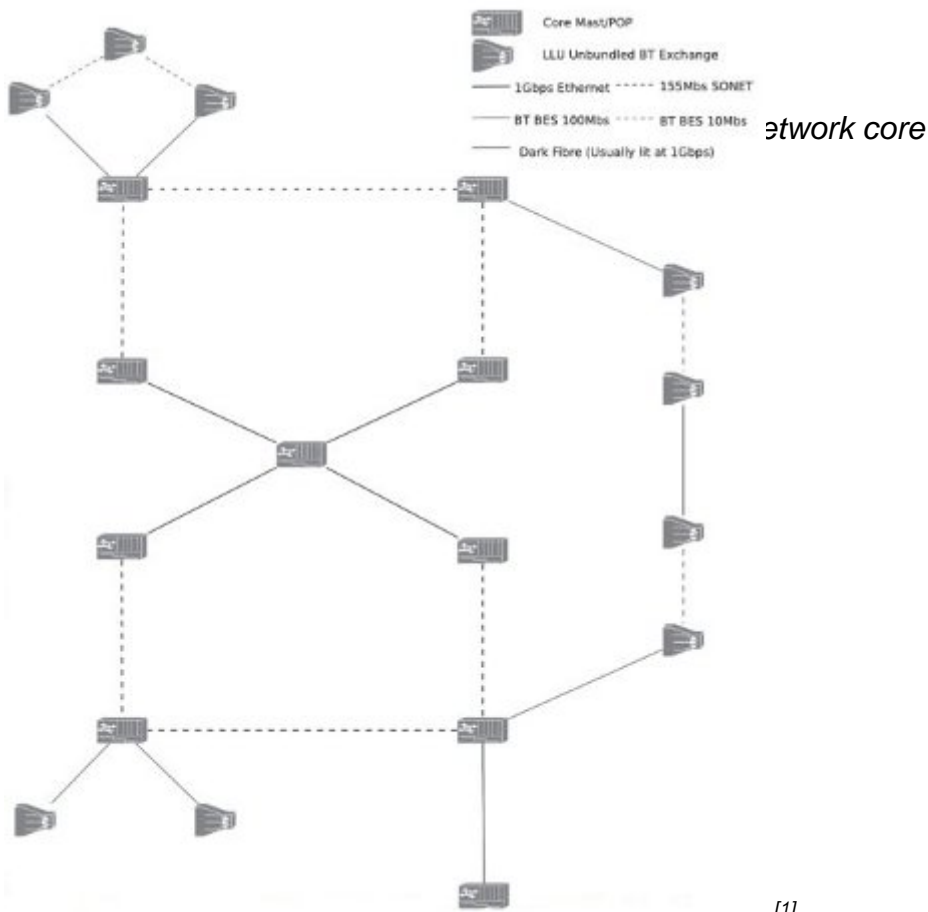 Core Mast/POP
LLU Unbundled BT Exchange
1Gbps Ethernet 155Mbs SONET
etwork core
BT BES 100Mbs BT BES 10Mbs
Dark Fibre (Usually lit at 1Gbps)
[1]